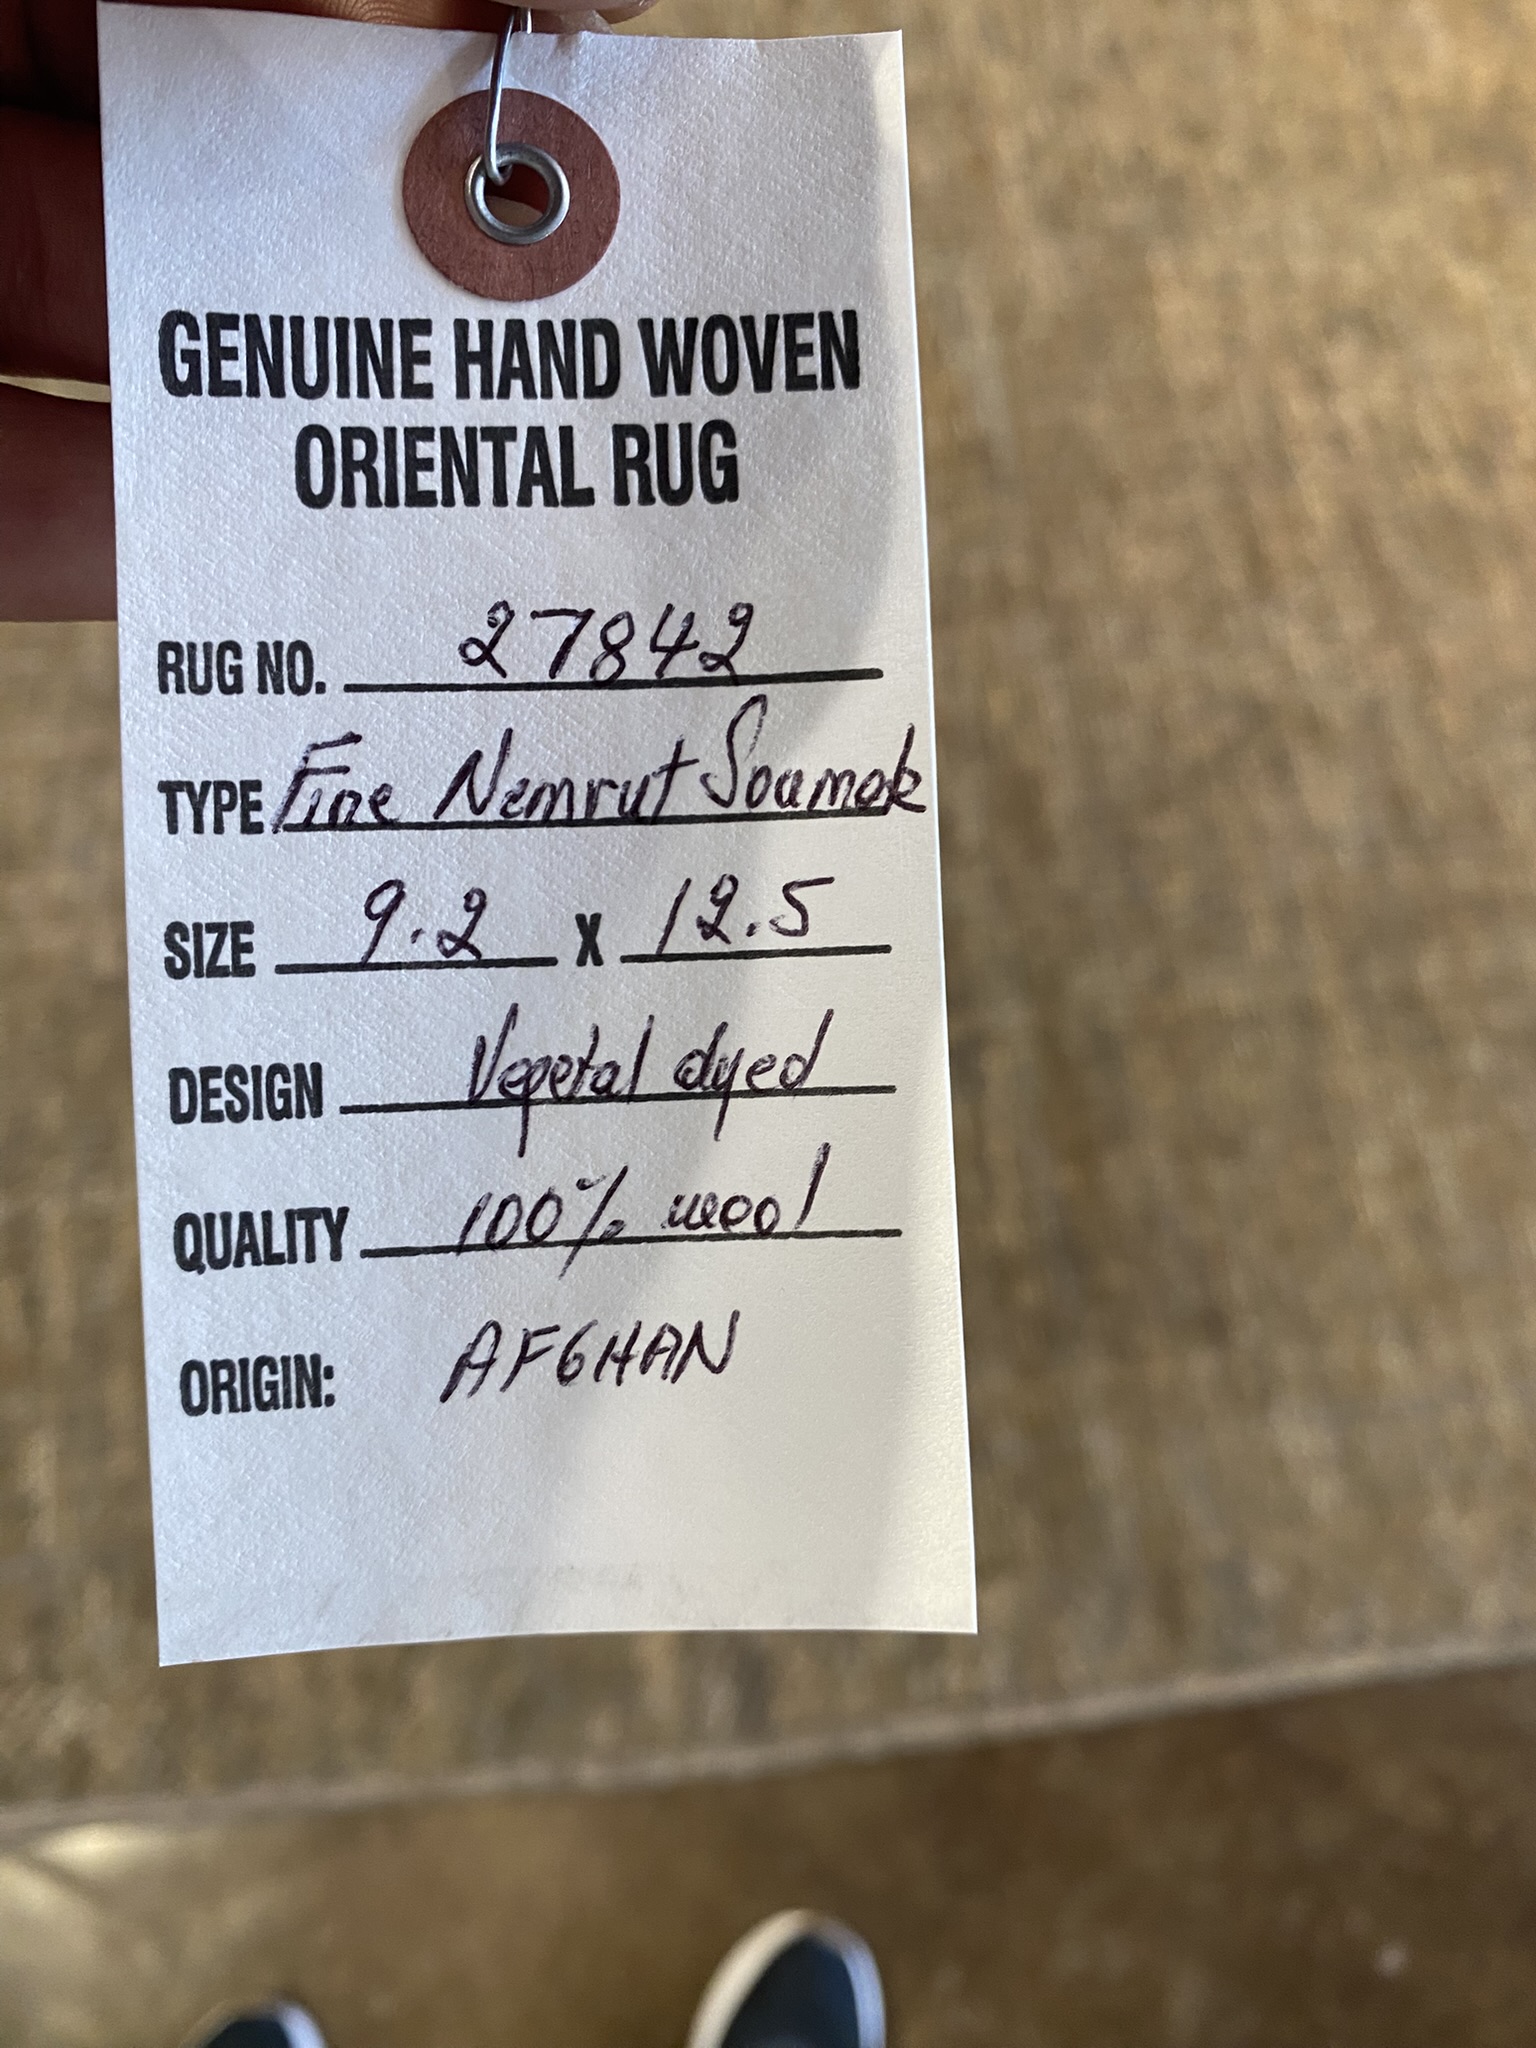 GENUINE HAND WOVEN
ORIENTAL RUG
RUG NO. 27842
TYPE Fine Nemrut Soumak
SIZE 9.2 X 12.5
DESIGN Vegetal dyed
QUALITY 100% wool
ORIGIN: AFGHAN